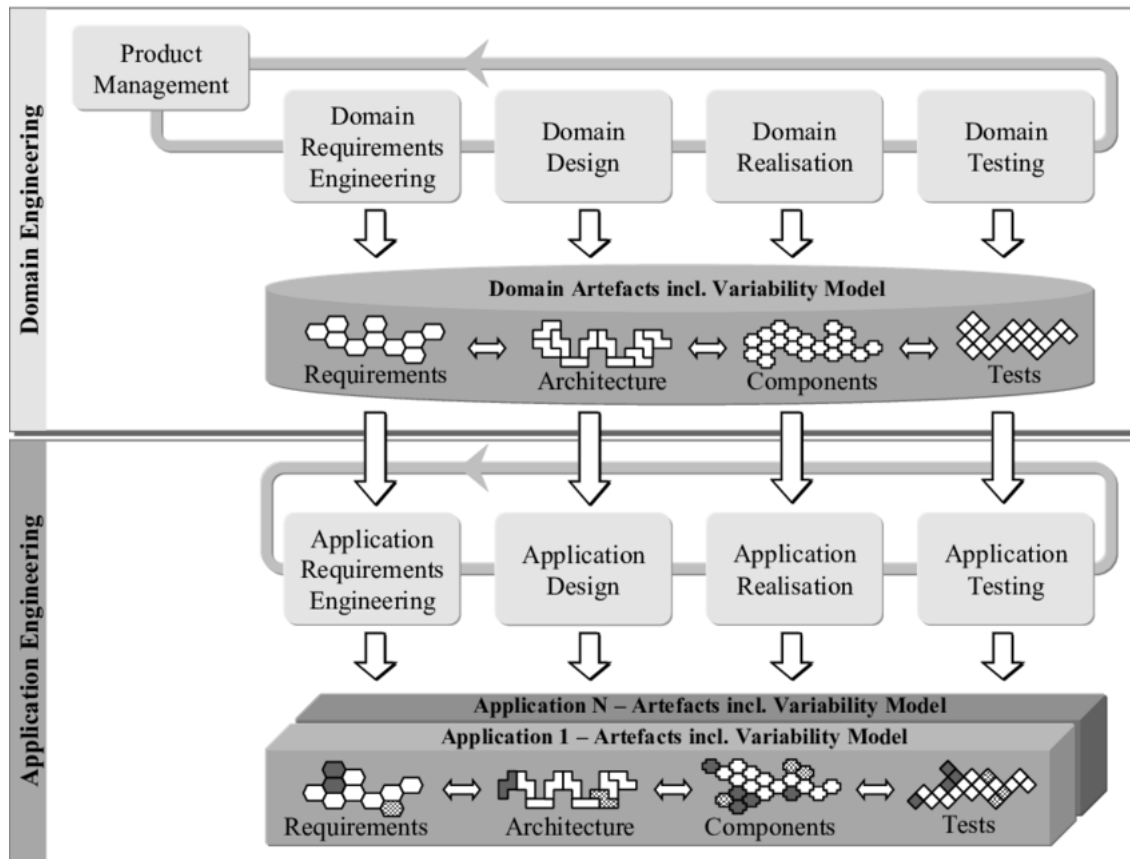 Domain Engineering
Product
Management
Domain
Requirements
Engineering
Domain
Design
Domain
Realisation
Domain
Testing
Domain Artefacts incl. Variability Model
Requirements
Architecture
Components
Tests
Application Engineering
Application
Requirements
Engineering
Application
Design
Application
Realisation
Application
Testing
Application N – Artefacts incl. Variability Model
Application 1 – Artefacts incl. Variability Model
Requirements
Architecture
Components
Tests